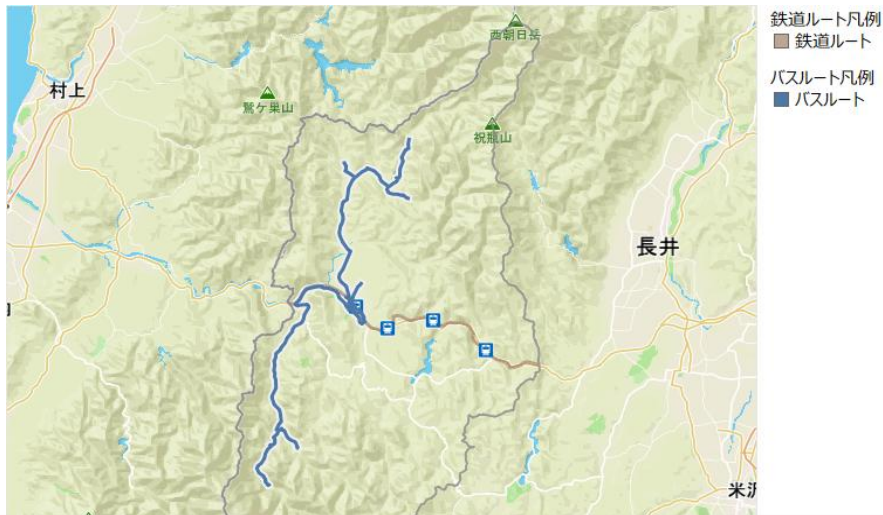 鉄道ルート凡例
鉄道ルート
バスルート凡例
バスルート
西朝日岳
村上
鷲ケ巣山
祝瓶山
長井
米沢